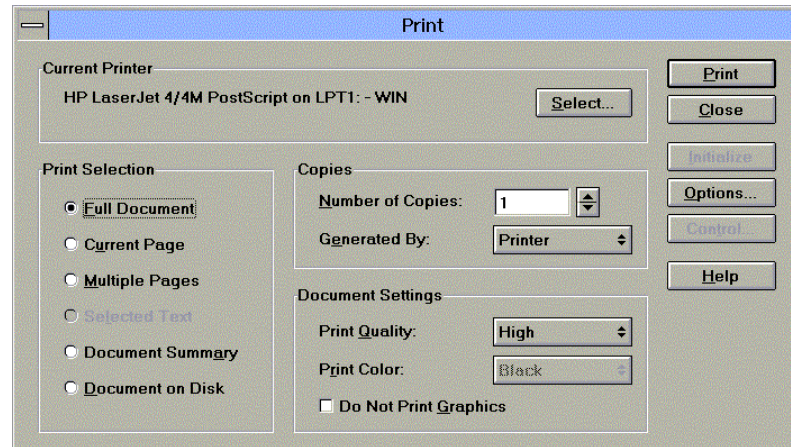 Print
Current Printer
HP LaserJet 4/4M PostScript on LPT1: - WIN
Select...
Print
Close
Initialize
Options...
Control...
Help
Print Selection
Full Document
Current Page
Multiple Pages
Selected Text
Document Summary
Document on Disk
Copies
Number of Copies: 1
Generated By: Printer
Document Settings
Print Quality: High
Print Color: Black
Do Not Print Graphics